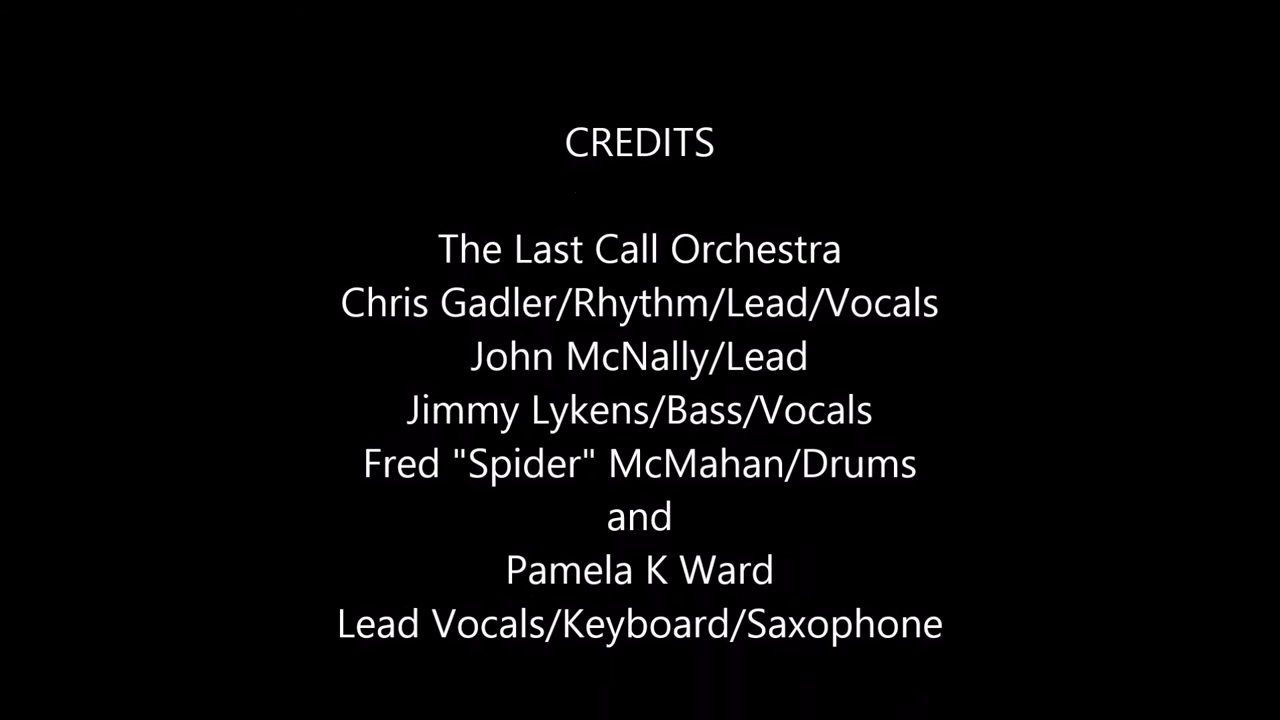 CREDITS
The Last Call Orchestra
Chris Gadler/Rhythm/Lead/Vocals
John McNally/Lead
Jimmy Lykens/Bass/Vocals
Fred "Spider" McMahan/Drums
and
Pamela K Ward
Lead Vocals/Keyboard/Saxophone